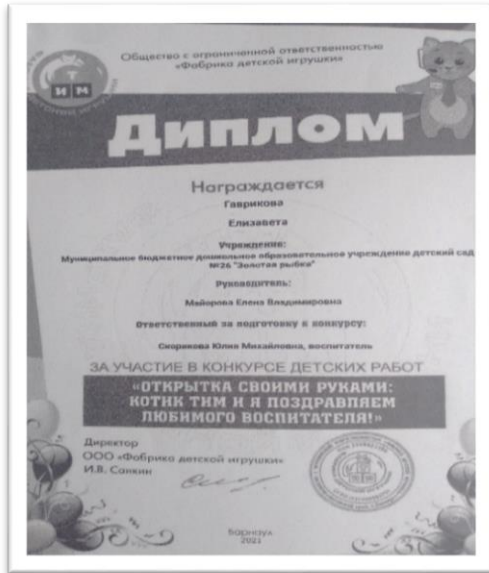 И М
Общество с ограниченной ответственностью
«Фабрика детской игрушки»
Диплом
Награждается
Гаврикова
Елизавета
Учреждение:
Муниципальное бюджетное дошкольное образовательное учреждение детский сад
№26 "Золотая рыбка"
Руководитель:
Майорова Елена Владимировна
Ответственный за подготовку к конкурсу:
Скорикова Юлия Михайловна, воспитатель
ЗА УЧАСТИЕ В КОНКУРСЕ ДЕТСКИХ РАБОТ
«ОТКРЫТКА СВОИМИ РУКАМИ:
КОТИК ТИМ И Я ПОЗДРАВЛЯЕМ
ЛЮБИМОГО ВОСПИТАТЕЛЯ!»
Директор
ООО «Фабрика детской игрушки»
И.В. Санкин
Барнаул
2021